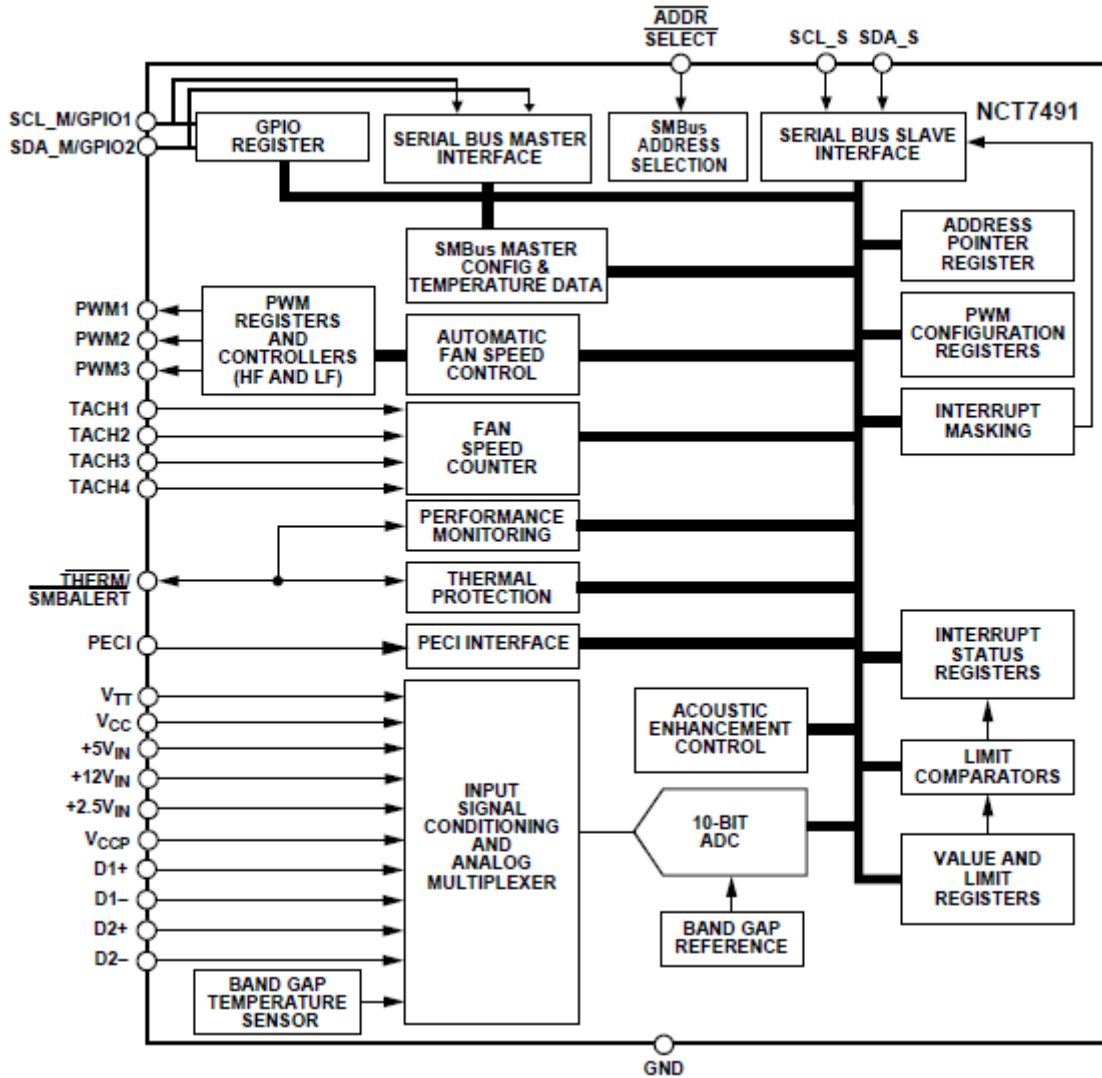 ADDR
SELECT
SCL_S
SDA_S
NCT7491
SCL_M/GPIO1
SDA_M/GPIO2
GPIO
REGISTER
SERIAL BUS MASTER
INTERFACE
SMBus
ADDRESS
SELECTION
SERIAL BUS SLAVE
INTERFACE
SMBus MASTER
CONFIG &
TEMPERATURE DATA
ADDRESS
POINTER
REGISTER
PWM1
PWM2
PWM3
PWM
REGISTERS
AND
CONTROLLERS
(HF AND LF)
AUTOMATIC
FAN SPEED
CONTROL
PWM
CONFIGURATION
REGISTERS
TACH1
TACH2
TACH3
TACH4
FAN
SPEED
COUNTER
INTERRUPT
MASKING
PERFORMANCE
MONITORING
THERM/
SMBALERT
THERMAL
PROTECTION
PECI
PECI INTERFACE
INTERRUPT
STATUS
REGISTERS
VTT
VCC
+5VIN
+12VIN
+2.5VIN
VCCP
D1+
D1–
D2+
D2–
INPUT
SIGNAL
CONDITIONING
AND
ANALOG
MULTIPLEXER
ACOUSTIC
ENHANCEMENT
CONTROL
LIMIT
COMPARATORS
10-BIT
ADC
VALUE AND
LIMIT
REGISTERS
BAND GAP
REFERENCE
BAND GAP
TEMPERATURE
SENSOR
GND